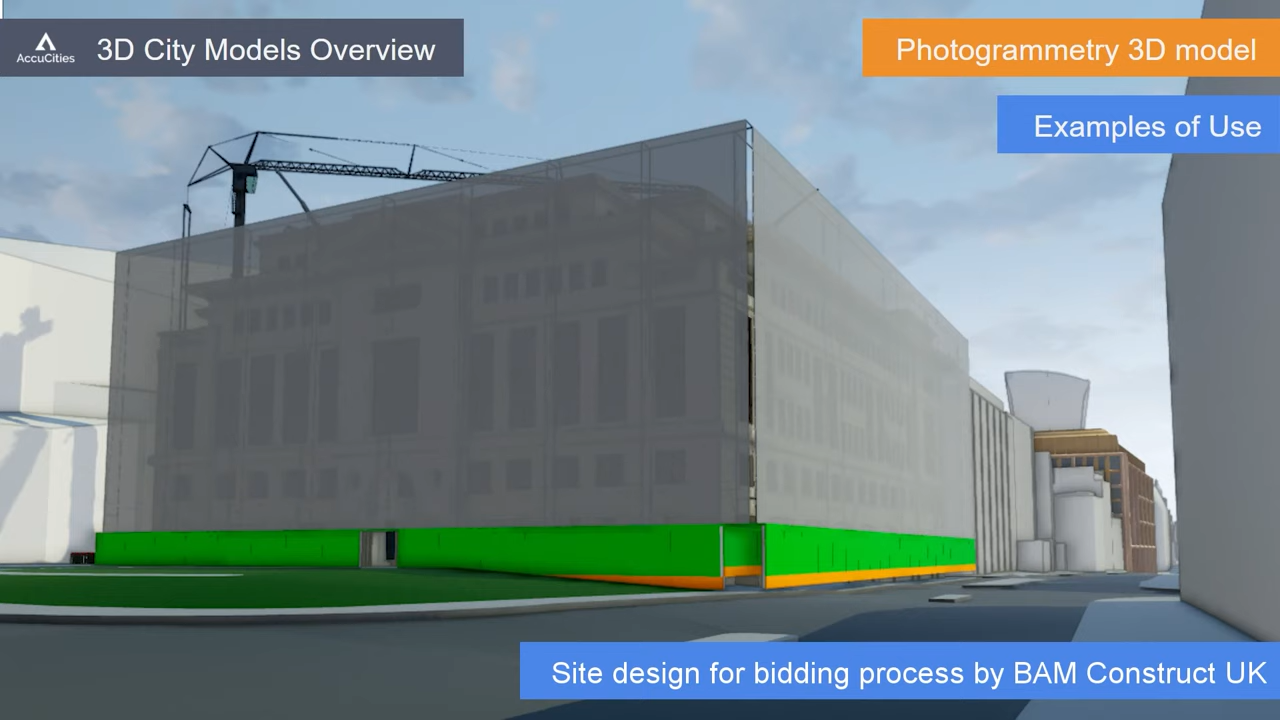 AccuCities
3D City Models Overview
Photogrammetry 3D model
Examples of Use
Site design for bidding process by BAM Construct UK